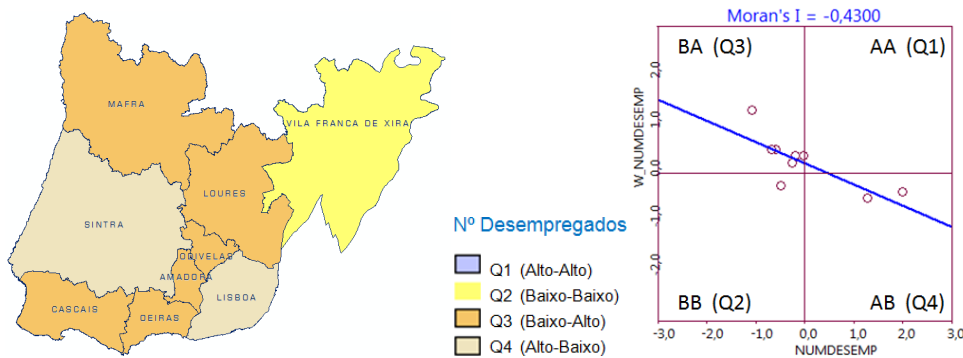 MAFRA
VILA FRANCA DE XIRA
LOURES
SINTRA
ODIVELAS
AMADORA
LISBOA
CASCAIS
OEIRAS
Nº Desempregados
Q1 (Alto-Alto)
Q2 (Baixo-Baixo)
Q3 (Baixo-Alto)
Q4 (Alto-Baixo)
Moran's I = -0,4300
BA (Q3) AA (Q1)
2,0
1,0
0,0
-1,0
-2,0
W_NUMDESEMP
BB (Q2) AB (Q4)
-3,0 -2,0 -1,0 0,0 1,0 2,0 3,0
NUMDESEMP